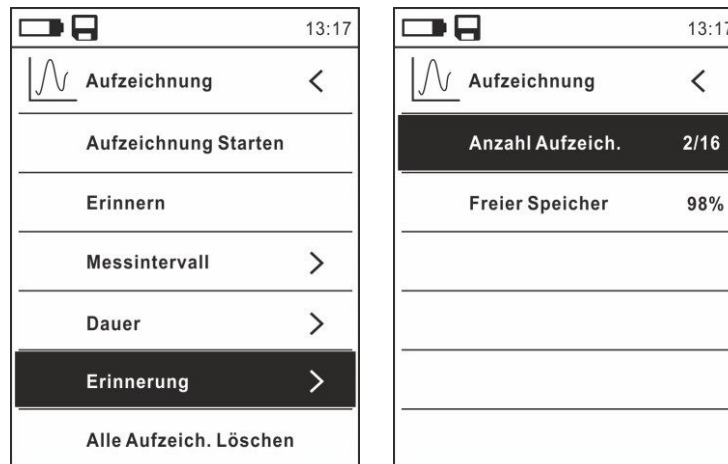 13:17
Aufzeichnung <
Aufzeichnung Starten
Erinnern
Messintervall >
Dauer >
Erinnerung >
Alle Aufzeich. Löschen
13:17
Aufzeichnung <
Anzahl Aufzeich. 2/16
Freier Speicher 98%